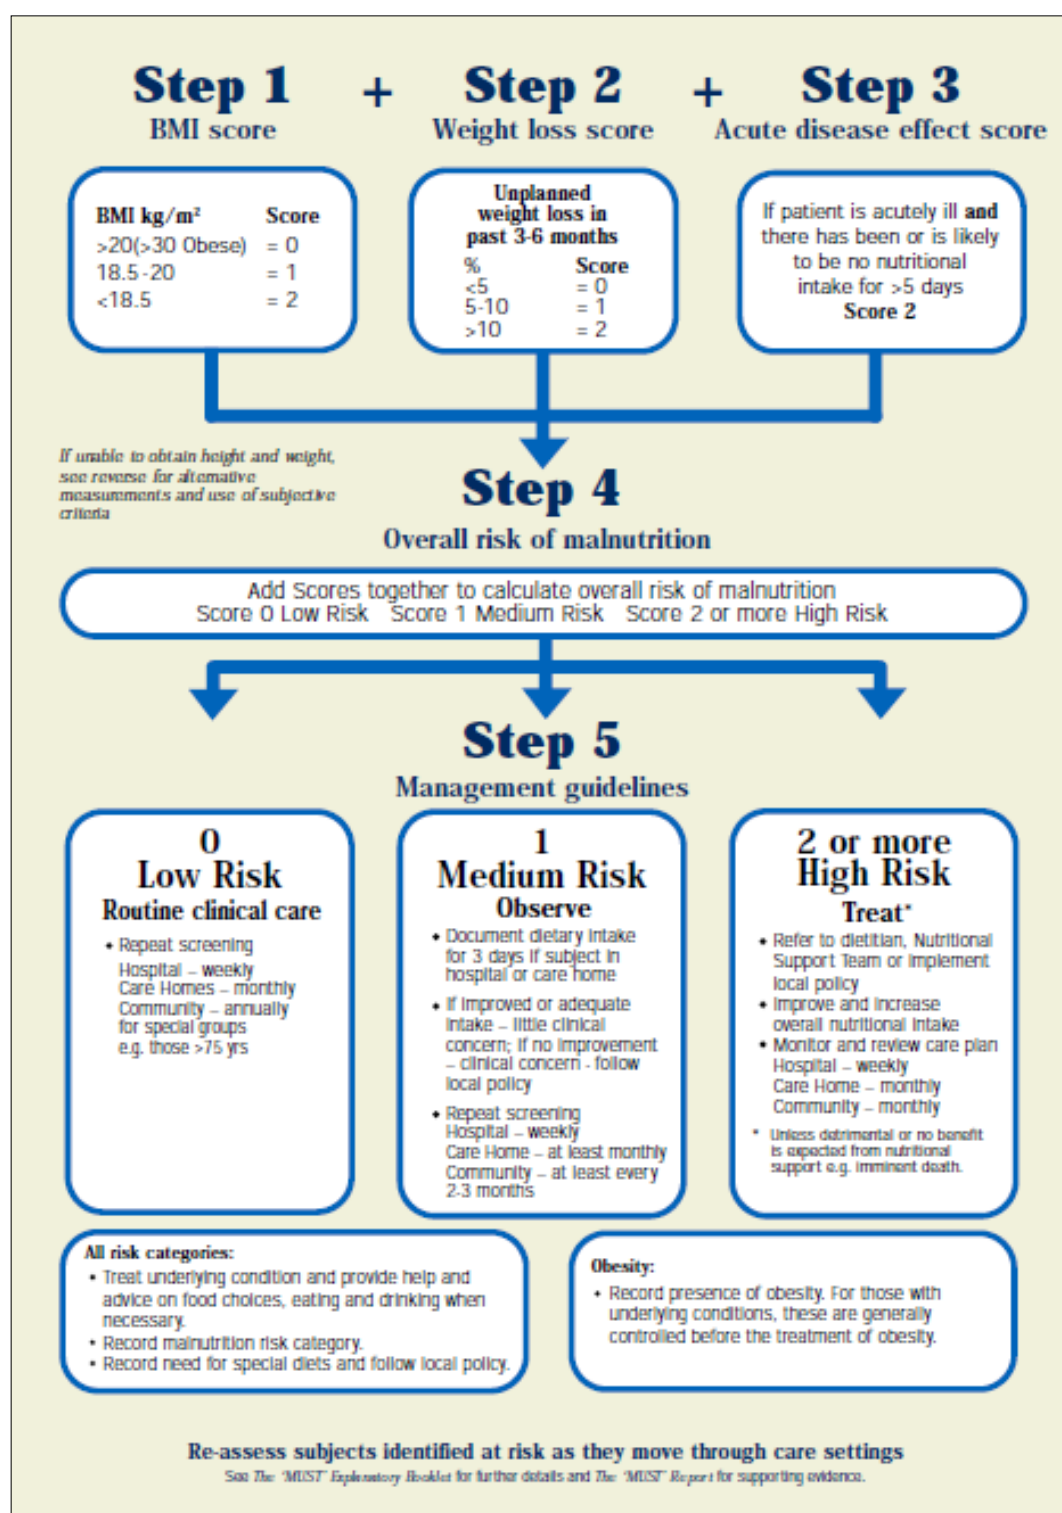 Step 1 + Step 2 + Step 3
BMI score
Weight loss score
Acute disease effect score
BMI kg/m² Score
>20(>30 Obese) = 0
18.5-20 = 1
<18.5 = 2
Unplanned
weight loss in
past 3-6 months
% Score
<5 = 0
5-10 = 1
>10 = 2
If patient is acutely ill and
there has been or is likely
to be no nutritional
intake for >5 days
Score 2
If unable to obtain height and weight,
see reverse for alternative
measurements and use of subjective
criteria
Step 4
Overall risk of malnutrition
Add Scores together to calculate overall risk of malnutrition
Score 0 Low Risk Score 1 Medium Risk Score 2 or more High Risk
Step 5
Management guidelines
0
Low Risk
Routine clinical care
• Repeat screening
Hospital – weekly
Care Homes – monthly
Community – annually
for special groups
e.g. those >75 yrs
1
Medium Risk
Observe
• Document dietary intake
for 3 days if subject in
hospital or care home
• If improved or adequate
intake – little clinical
concern; if no improvement
– clinical concern - follow
local policy
• Repeat screening
Hospital – weekly
Care Home – at least monthly
Community – at least every
2-3 months
2 or more
High Risk
Treat*
• Refer to dietitian, Nutritional
Support Team or implement
local policy
• Improve and increase
overall nutritional intake
• Monitor and review care plan
Hospital – weekly
Care Home – monthly
Community – monthly
* Unless detrimental or no benefit
is expected from nutritional
support e.g. imminent death.
All risk categories:
• Treat underlying condition and provide help and
advice on food choices, eating and drinking when
necessary.
• Record malnutrition risk category.
• Record need for special diets and follow local policy.
Obesity:
• Record presence of obesity. For those with
underlying conditions, these are generally
controlled before the treatment of obesity.
Re-assess subjects identified at risk as they move through care settings
See The 'MUST' Explanatory Booklet for further details and The 'MUST' Report for supporting evidence.